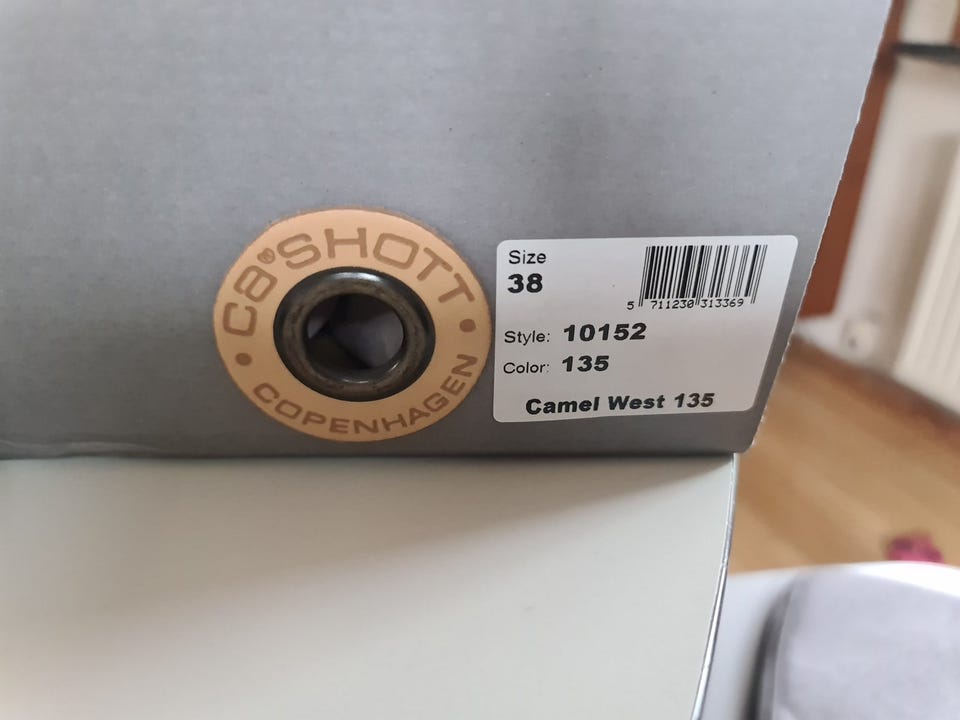 CA®SHOTT
• COPENHAGEN •
Size
38
5 711230 313369
Style: 10152
Color: 135
Camel West 135